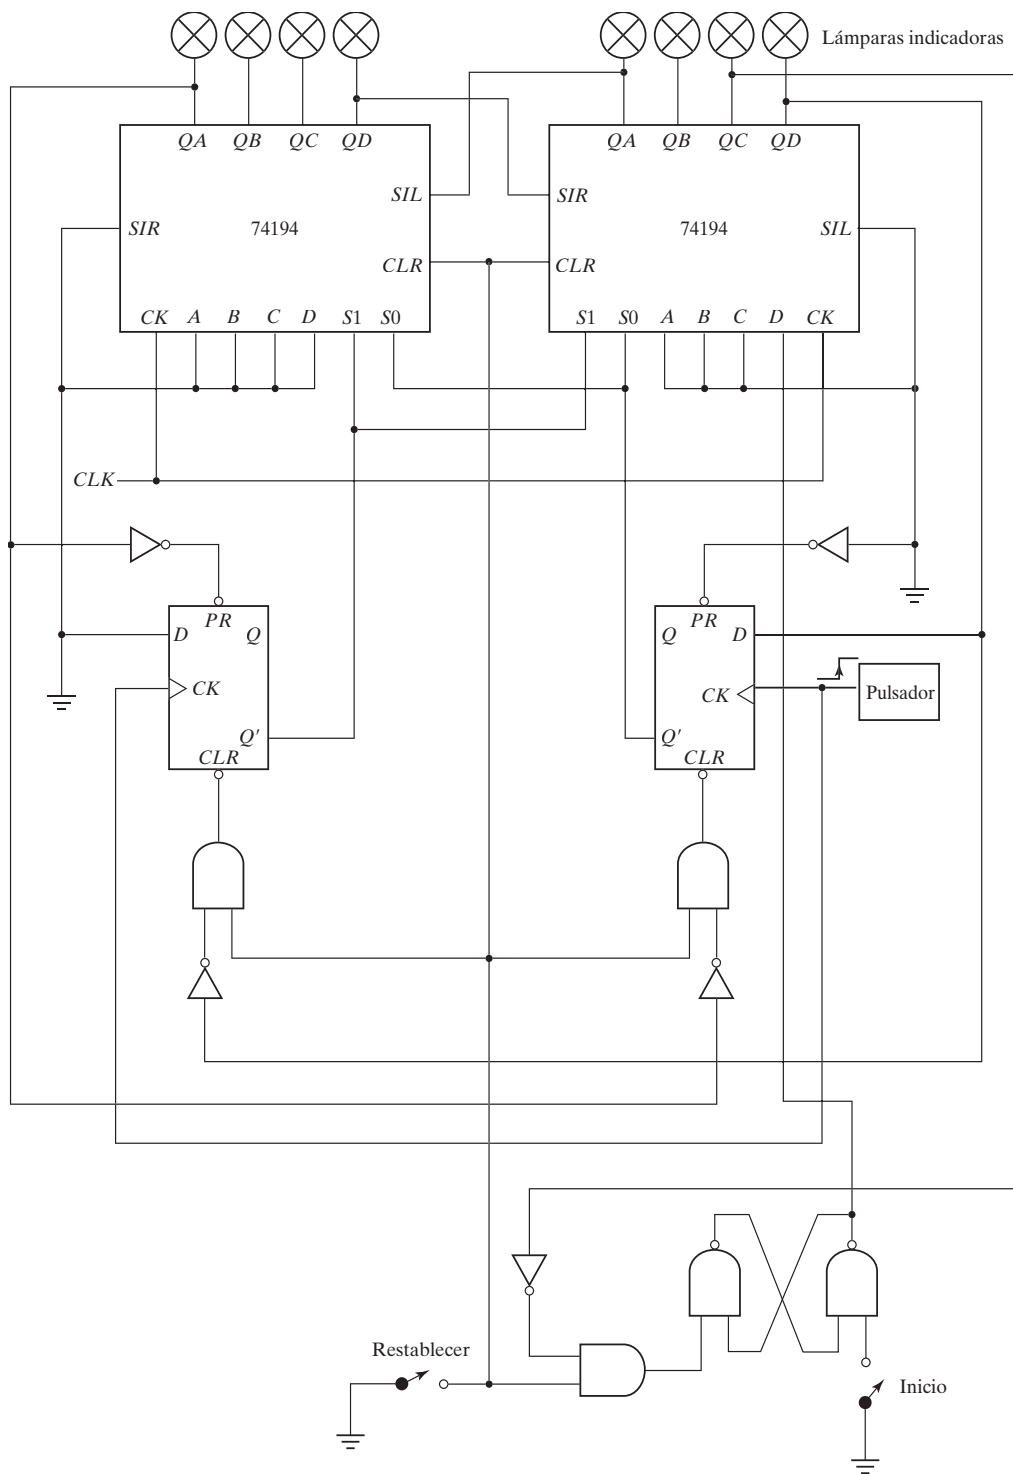 Lámparas indicadoras
QA QB QC QD
QA QB QC QD
SIL
SIR
SIR
74194
74194
SIL
CLR
CLR
CK A B C D S1 S0
S1 S0 A B C D CK
CLK
PR
PR
D Q
Q D
CK
CK
Pulsador
Q'
Q'
CLR
CLR
Restablecer
Inicio